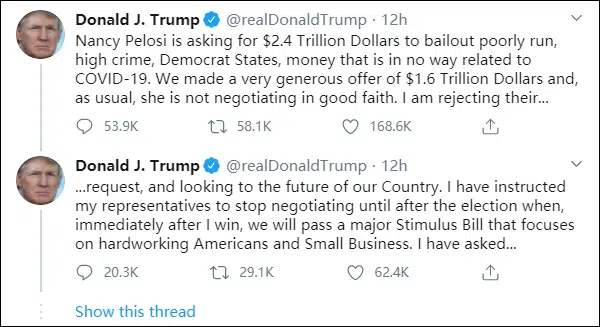 Donald J. Trump @realDonaldTrump · 12h
Nancy Pelosi is asking for $2.4 Trillion Dollars to bailout poorly run,
high crime, Democrat States, money that is in no way related to
COVID-19. We made a very generous offer of $1.6 Trillion Dollars and,
as usual, she is not negotiating in good faith. I am rejecting their...
53.9K 58.1K 168.6K
Donald J. Trump @realDonaldTrump · 12h
...request, and looking to the future of our Country. I have instructed
my representatives to stop negotiating until after the election when,
immediately after I win, we will pass a major Stimulus Bill that focuses
on hardworking Americans and Small Business. I have asked...
20.3K 29.1K 62.4K
Show this thread